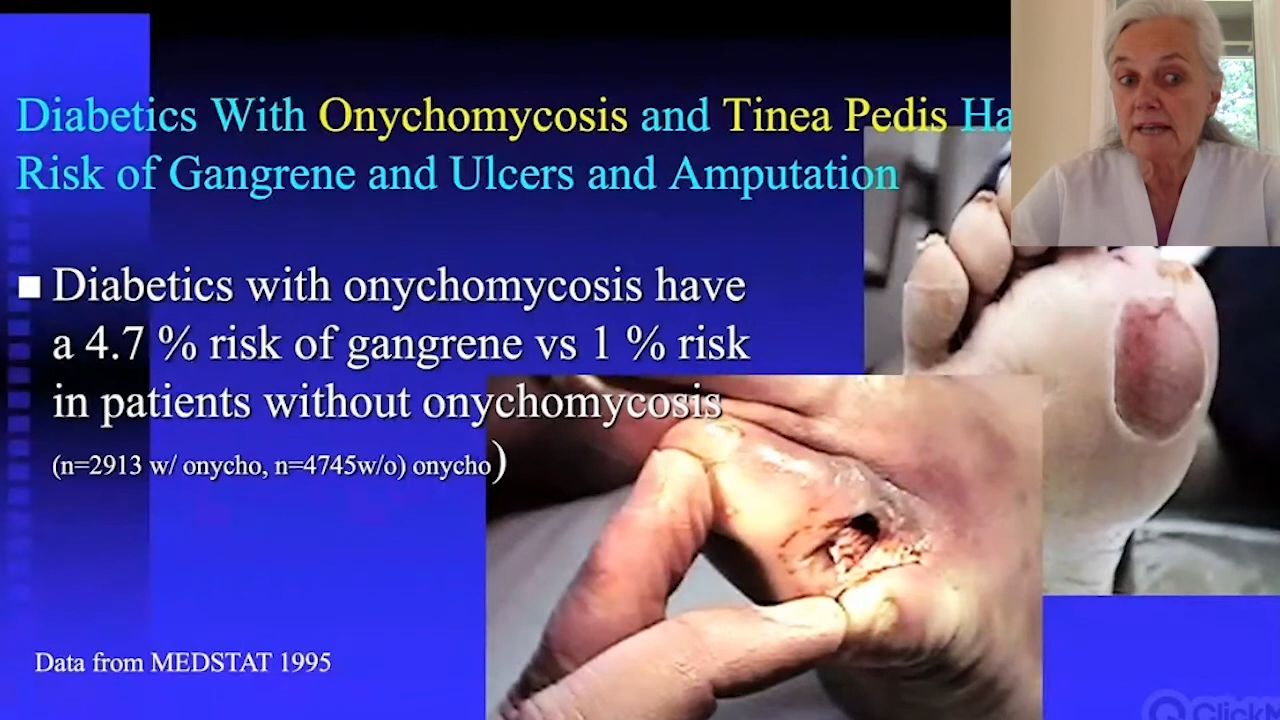 Diabetics With Onychomycosis and Tinea Pedis Ha
Risk of Gangrene and Ulcers and Amputation
■ Diabetics with onychomycosis have
a 4.7 % risk of gangrene vs 1 % risk
in patients without onychomycosis
(n=2913 w/ onycho, n=4745w/o) onycho)
Data from MEDSTAT 1995